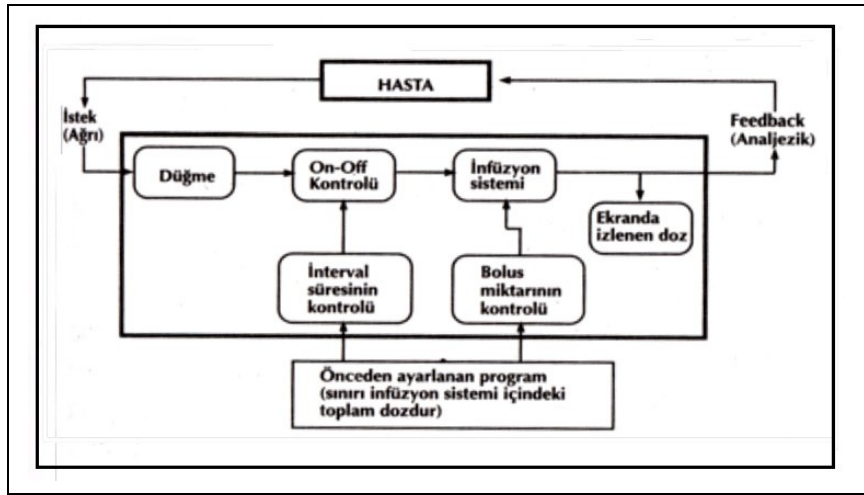 HASTA
İstek
(Ağrı)
Feedback
(Analjezik)
Düğme
On-Off
Kontrolü
İnfüzyon
sistemi
Ekranda
izlenen doz
İnterval
süresinin
kontrolü
Bolus
miktarının
kontrolü
Önceden ayarlanan program
(sınırı infüzyon sistemi içindeki
toplam dozdur)